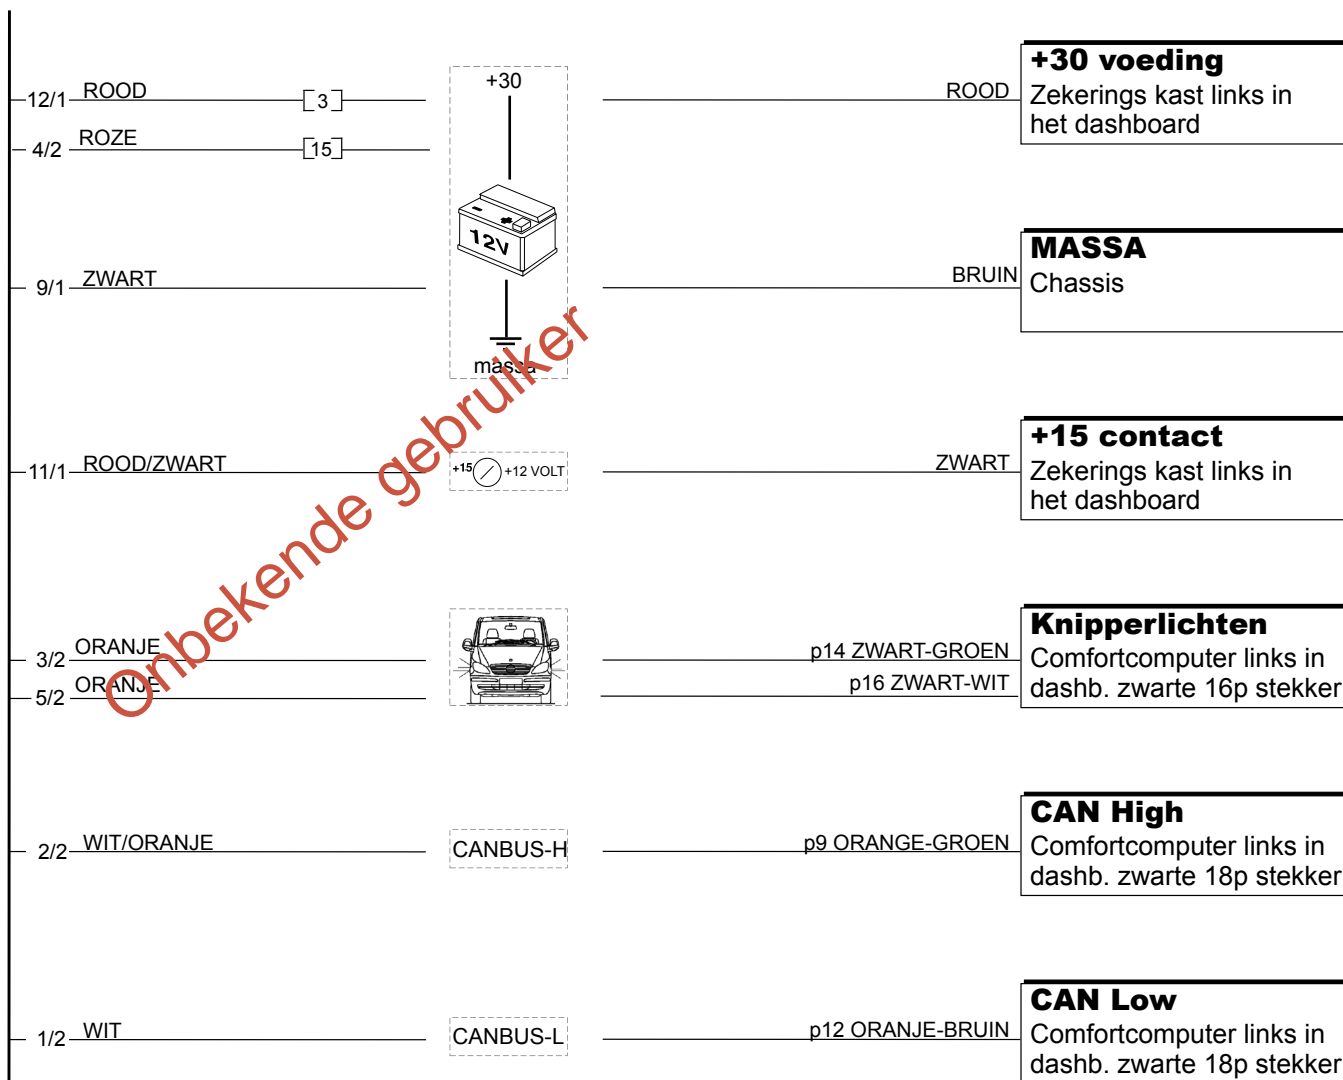 12/1 ROOD [3] +30 ROOD
+30 voeding
Zekerings kast links in
het dashboard
4/2 ROZE [15]
12V
9/1 ZWART BRUIN
MASSA
Chassis
massa
11/1 ROOD/ZWART +15 +12 VOLT ZWART
+15 contact
Zekerings kast links in
het dashboard
Onbekende gebruiker
3/2 ORANJE p14 ZWART-GROEN
5/2 ORANJE p16 ZWART-WIT
Knipperlichten
Comfortcomputer links in
dashb. zwarte 16p stekker
2/2 WIT/ORANJE CANBUS-H p9 ORANGE-GROEN
CAN High
Comfortcomputer links in
dashb. zwarte 18p stekker
1/2 WIT CANBUS-L p12 ORANJE-BRUIN
CAN Low
Comfortcomputer links in
dashb. zwarte 18p stekker